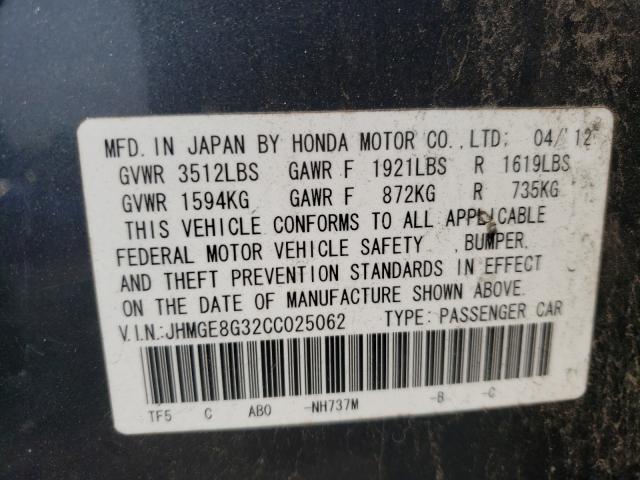 MFD. IN JAPAN BY HONDA MOTOR CO., LTD; 04/'12
GVWR 3512LBS GAWR F 1921LBS R 1619LBS
GVWR 1594KG GAWR F 872KG R 735KG
THIS VEHICLE CONFORMS TO ALL APPLICABLE
FEDERAL MOTOR VEHICLE SAFETY ,BUMPER,
AND THEFT PREVENTION STANDARDS IN EFFECT
ON THE DATE OF MANUFACTURE SHOWN ABOVE.
V.I.N:JHMGE8G32CC025062 TYPE: PASSENGER CAR
TF5 C AB0 -NH737M -B -C